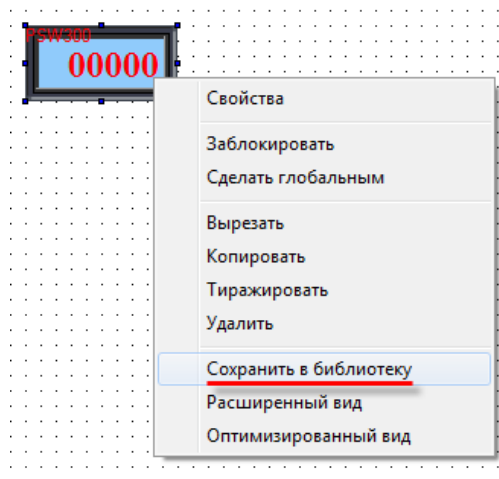 PSW300
00000
Свойства
Заблокировать
Сделать глобальным
Вырезать
Копировать
Тиражировать
Удалить
Сохранить в библиотеку
Расширенный вид
Оптимизированный вид